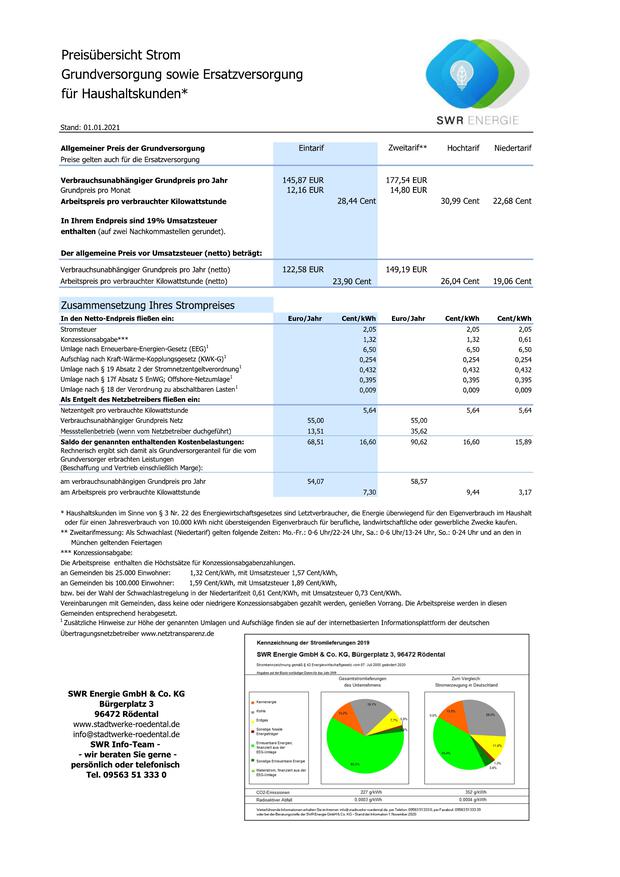 Preisübersicht Strom
Grundversorgung sowie Ersatzversorgung
für Haushaltskunden*
SWR ENERGIE
Stand: 01.01.2021
Allgemeiner Preis der Grundversorgung Eintarif Zweitarif** Hochtarif Niedertarif
Preise gelten auch für die Ersatzversorgung
Verbrauchsunabhängiger Grundpreis pro Jahr 145,87 EUR 177,54 EUR
Grundpreis pro Monat 12,16 EUR 14,80 EUR
Arbeitspreis pro verbrauchter Kilowattstunde 28,44 Cent 30,99 Cent 22,68 Cent
In Ihrem Endpreis sind 19% Umsatzsteuer
enthalten (auf zwei Nachkommastellen gerundet).
Der allgemeine Preis vor Umsatzsteuer (netto) beträgt:
Verbrauchsunabhängiger Grundpreis pro Jahr (netto) 122,58 EUR 149,19 EUR
Arbeitspreis pro verbrauchter Kilowattstunde (netto) 23,90 Cent 26,04 Cent 19,06 Cent
Zusammensetzung Ihres Strompreises
In den Netto-Endpreis fließen ein: Euro/Jahr Cent/kWh Euro/Jahr Cent/kWh Cent/kWh
Stromsteuer 2,05 2,05 2,05
Konzessionsabgabe*** 1,32 1,32 0,61
Umlage nach Erneuerbare-Energien-Gesetz (EEG)¹ 6,50 6,50 6,50
Aufschlag nach Kraft-Wärme-Kopplungsgesetz (KWK-G)¹ 0,254 0,254 0,254
Umlage nach § 19 Absatz 2 der Stromnetzentgeltverordnung¹ 0,432 0,432 0,432
Umlage nach § 17f Absatz 5 EnWG; Offshore-Netzumlage¹ 0,395 0,395 0,395
Umlage nach § 18 der Verordnung zu abschaltbaren Lasten¹ 0,009 0,009 0,009
Als Entgelt des Netzbetreibers fließen ein:
Netzentgelt pro verbrauchte Kilowattstunde 5,64 5,64 5,64
Verbrauchsunabhängiger Grundpreis Netz 55,00 55,00
Messstellenbetrieb (wenn vom Netzbetreiber duchgeführt) 13,51 35,62
Saldo der genannten enthaltenden Kostenbelastungen: 68,51 16,60 90,62 16,60 15,89
Rechnerisch ergibt sich damit als Grundversorgeranteil für die vom
Grundversorger erbrachten Leistungen
(Beschaffung und Vertrieb einschließlich Marge):
am verbrauchsunabhängigen Grundpreis pro Jahr 54,07 58,57
am Arbeitspreis pro verbrauchte Kilowattstunde 7,30 9,44 3,17
* Haushaltskunden im Sinne von § 3 Nr. 22 des Energiewirtschaftsgesetzes sind Letztverbraucher, die Energie überwiegend für den Eigenverbrauch im Haushalt
oder für einen Jahresverbrauch von 10.000 kWh nicht übersteigenden Eigenverbrauch für berufliche, landwirtschaftliche oder gewerbliche Zwecke kaufen.
** Zweitarifmessung: Als Schwachlast (Niedertarif) gelten folgende Zeiten: Mo.-Fr.: 0-6 Uhr/22-24 Uhr, Sa.: 0-6 Uhr/13-24 Uhr, So.: 0-24 Uhr und an den in
München geltenden Feiertagen
*** Konzessionsabgabe:
Die Arbeitspreise enthalten die Höchstsätze für Konzessionsabgabenzahlungen.
an Gemeinden bis 25.000 Einwohner: 1,32 Cent/kWh, mit Umsatzsteuer 1,57 Cent/kWh,
an Gemeinden bis 100.000 Einwohner: 1,59 Cent/kWh, mit Umsatzsteuer 1,89 Cent/kWh,
bzw. bei der Wahl der Schwachlastregelung in der Niedertarifzeit 0,61 Cent/kWh, mit Umsatzsteuer 0,73 Cent/KWh.
Vereinbarungen mit Gemeinden, dass keine oder niedrigere Konzessionsabgaben gezahlt werden, genießen Vorrang. Die Arbeitspreise werden in diesen
Gemeinden entsprechend herabgesetzt.
¹ Zusätzliche Hinweise zur Höhe der genannten Umlagen und Aufschläge finden sie auf der internetbasierten Informationsplattform der deutschen
Übertragungsnetzbetreiber www.netztransparenz.de
SWR Energie GmbH & Co. KG
Bürgerplatz 3
96472 Rödental
www.stadtwerke-roedental.de
info@stadtwerke-roedental.de
SWR Info-Team -
- wir beraten Sie gerne -
persönlich oder telefonisch
Tel. 09563 51 333 0
Kennzeichnung der Stromlieferungen 2019
SWR Energie GmbH & Co. KG, Bürgerplatz 3, 96472 Rödental
Gesamtstromlieferungen
des Unternehmens
Zum Vergleich:
Stromerzeugung in Deutschland
Kernenergie
Kohle
Erdgas
Sonstige fossile
Energieträger
Erneuerbare Energien,
finanziert aus der
EEG-Umlage
Sonstige Erneuerbare Energie
Mieterstrom, finanziert aus der
EEG-Umlage
CO2-Emissionen 227 g/kWh 352 g/kWh
Radioaktiver Abfall 0,0003 g/kWh 0,0004 g/kWh